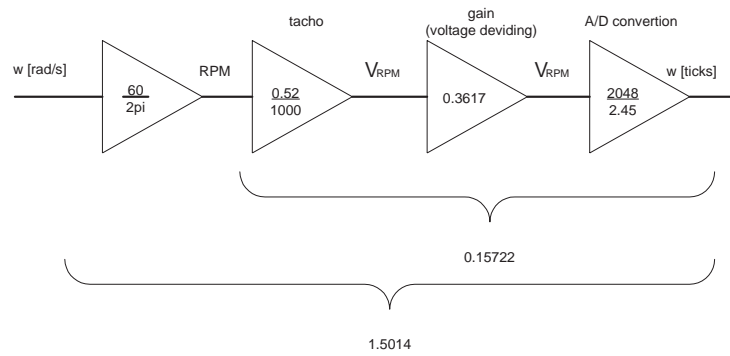 tacho
gain
(voltage deviding)
A/D convertion
w [rad/s]
RPM
VRPM
VRPM
w [ticks]
60
2pi
0.52
1000
0.3617
2048
2.45
0.15722
1.5014